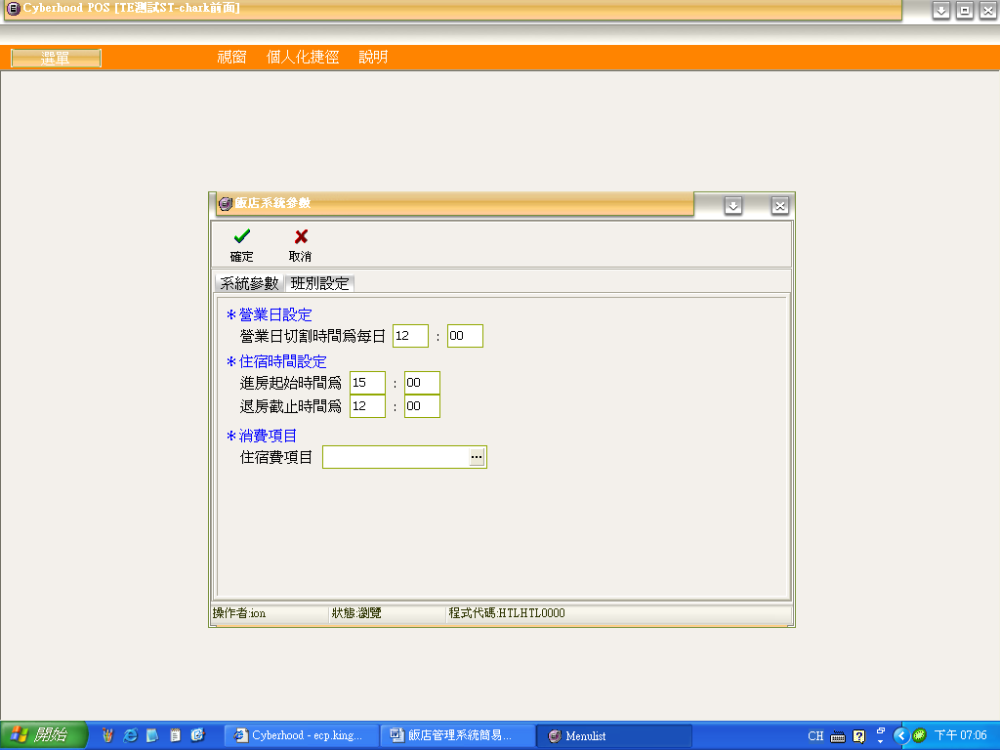 Cyberhood POS [TE測試ST-chark前面]
選單 視窗 個人化捷徑 說明
飯店系統參數
確定 取消
系統參數 班別設定
*營業日設定
營業日切割時間為每日 12 : 00
*住宿時間設定
進房起始時間為 15 : 00
退房截止時間為 12 : 00
*消費項目
住宿費項目 ...
操作者:ion 狀態:瀏覽 程式代碼:HTLHTL0000
開始 Cyberhood - ecp king... 飯店管理系統簡易... Menulist CH 下午 07:06